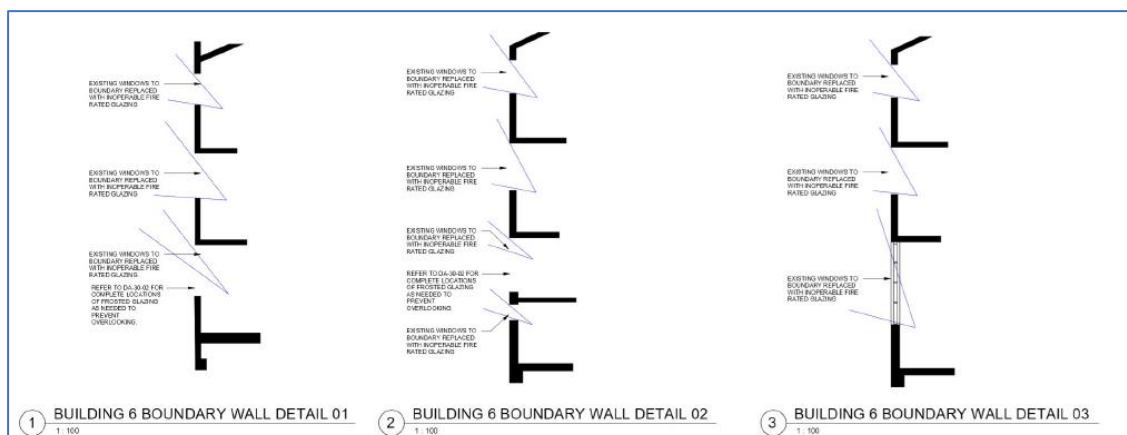 EXISTING WINDOWS TO
BOUNDARY REPLACED
WITH INOPERABLE FIRE
RATED GLAZING
EXISTING WINDOWS TO
BOUNDARY REPLACED
WITH INOPERABLE FIRE
RATED GLAZING
EXISTING WINDOWS TO
BOUNDARY REPLACED
WITH INOPERABLE FIRE
RATED GLAZING.
REFER TO DA-30-02 FOR
COMPLETE LOCATIONS
OF FROSTED GLAZING
AS NEEDED TO
PREVENT
OVERLOOKING.
1 BUILDING 6 BOUNDARY WALL DETAIL 01
1 : 100
EXISTING WINDOWS TO
BOUNDARY REPLACED
WITH INOPERABLE FIRE
RATED GLAZING
EXISTING WINDOWS TO
BOUNDARY REPLACED
WITH INOPERABLE FIRE
RATED GLAZING
EXISTING WINDOWS TO
BOUNDARY REPLACED
WITH INOPERABLE FIRE
RATED GLAZING
REFER TO DA-30-02 FOR
COMPLETE LOCATIONS
OF FROSTED GLAZING
AS NEEDED TO
PREVENT
OVERLOOKING.
EXISTING WINDOWS TO
BOUNDARY REPLACED
WITH INOPERABLE FIRE
RATED GLAZING
2 BUILDING 6 BOUNDARY WALL DETAIL 02
1 : 100
EXISTING WINDOWS TO
BOUNDARY REPLACED
WITH INOPERABLE FIRE
RATED GLAZING
EXISTING WINDOWS TO
BOUNDARY REPLACED
WITH INOPERABLE FIRE
RATED GLAZING
EXISTING WINDOWS TO
BOUNDARY REPLACED
WITH INOPERABLE FIRE
RATED GLAZING
3 BUILDING 6 BOUNDARY WALL DETAIL 03
1 : 100